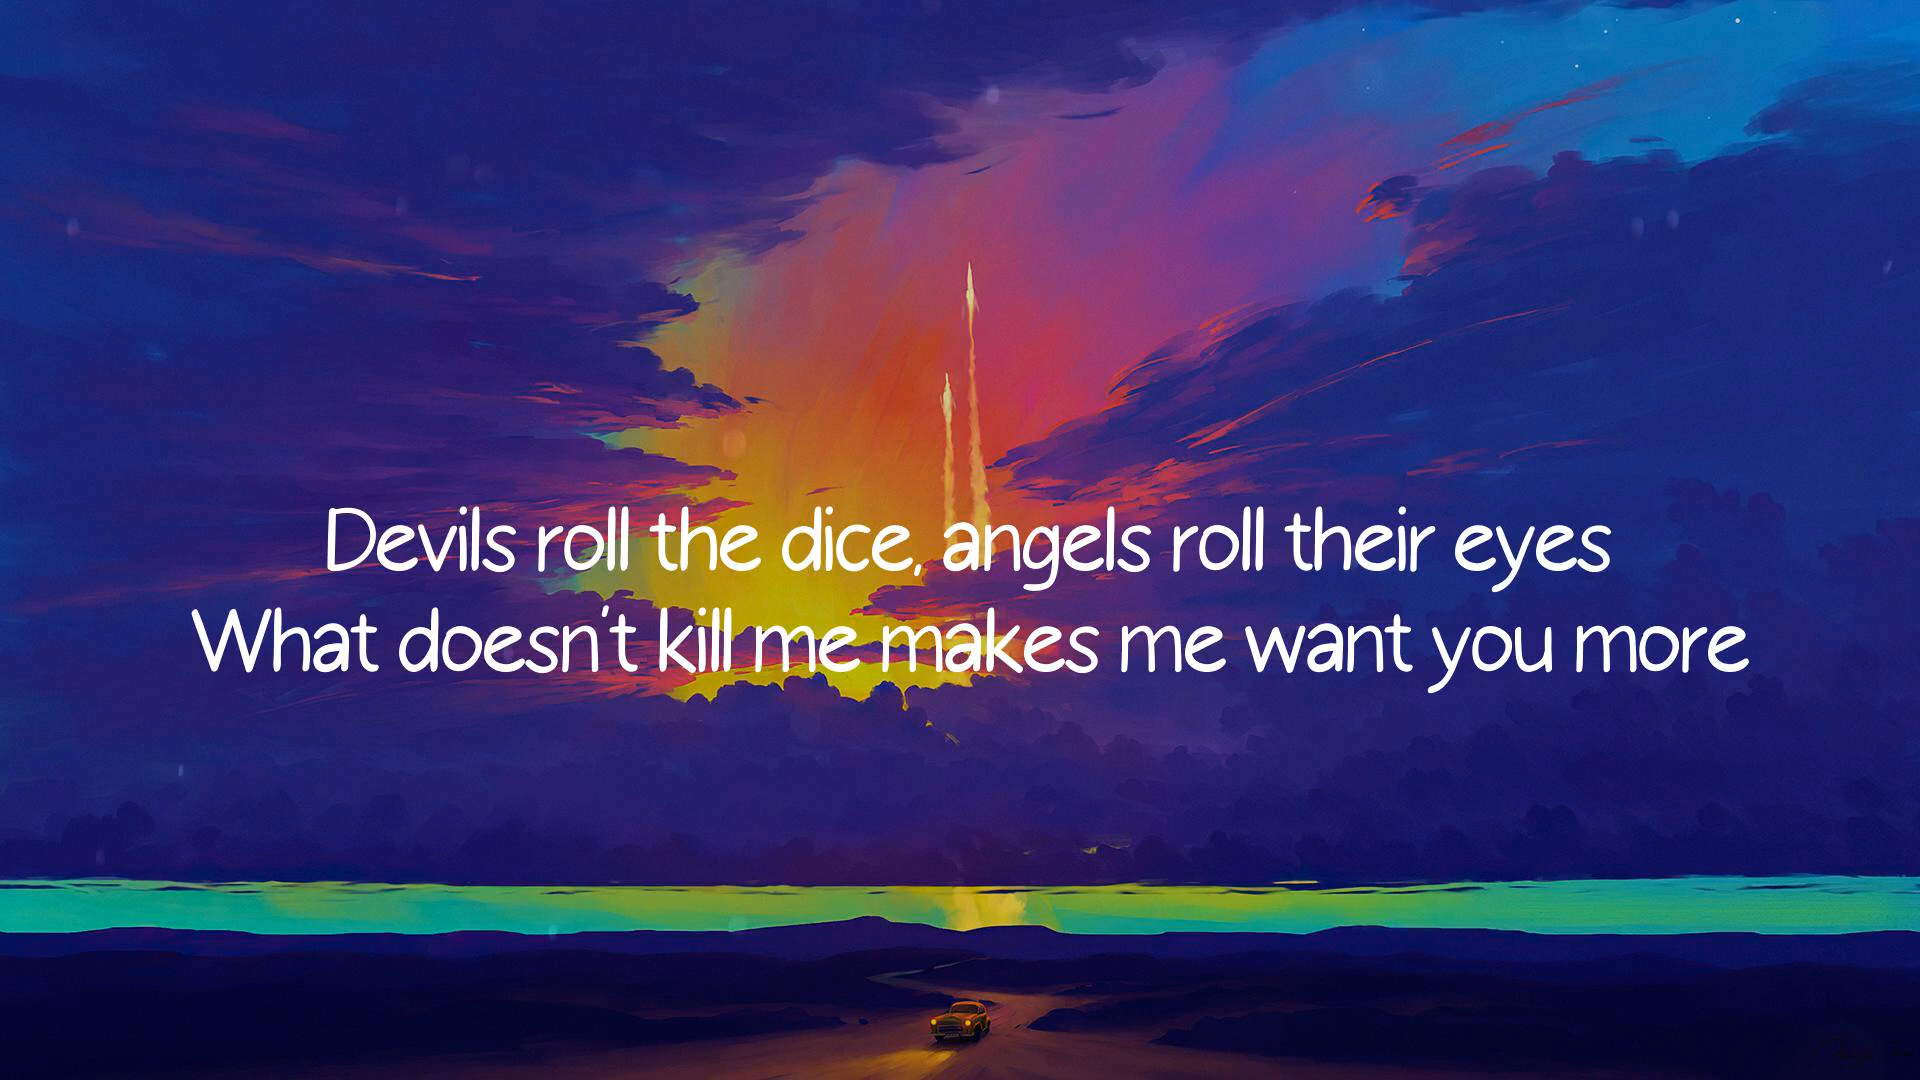 Devils roll the dice, angels roll their eyes
What doesn't kill me makes me want you more